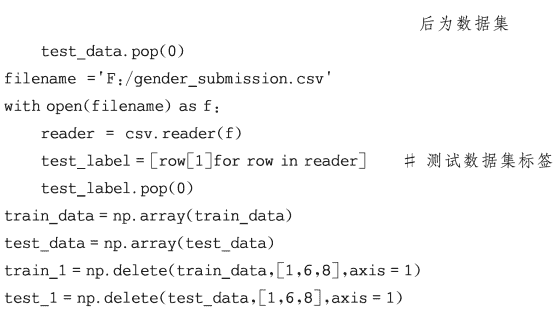 后为数据集
test_data.pop(0)
filename ='F:/gender_submission.csv'
with open(filename) as f:
    reader = csv.reader(f)
    test_label = [row[1]for row in reader]    # 测试数据集标签
    test_label.pop(0)
train_data = np.array(train_data)
test_data = np.array(test_data)
train_1 = np.delete(train_data,[1,6,8],axis = 1)
test_1 = np.delete(test_data,[1,6,8],axis = 1)